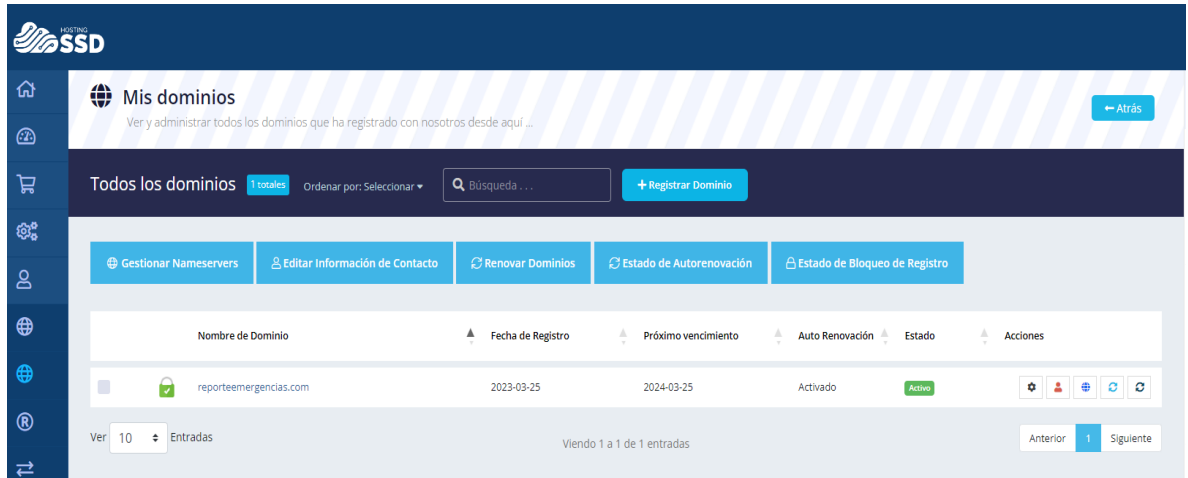 HOSTING
SSD
Mis dominios
Ver y administrar todos los dominios que ha registrado con nosotros desde aquí ...
Atrás
Todos los dominios 1 totales Ordenar por: Seleccionar Búsqueda . . . Registrar Dominio
Gestionar Nameservers Editar Información de Contacto Renovar Dominios Estado de Autorenovación Estado de Bloqueo de Registro
Nombre de Dominio Fecha de Registro Próximo vencimiento Auto Renovación Estado Acciones
reporteemergencias.com 2023-03-25 2024-03-25 Activado Activo
Ver 10 Entradas Viendo 1 a 1 de 1 entradas Anterior 1 Siguiente